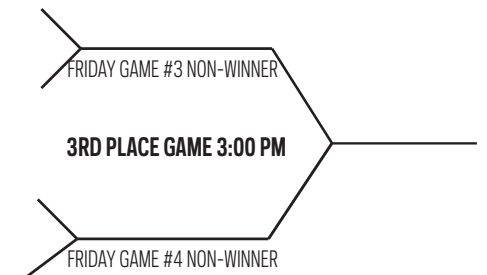 FRIDAY GAME #3 NON-WINNER
3RD PLACE GAME 3:00 PM
FRIDAY GAME #4 NON-WINNER